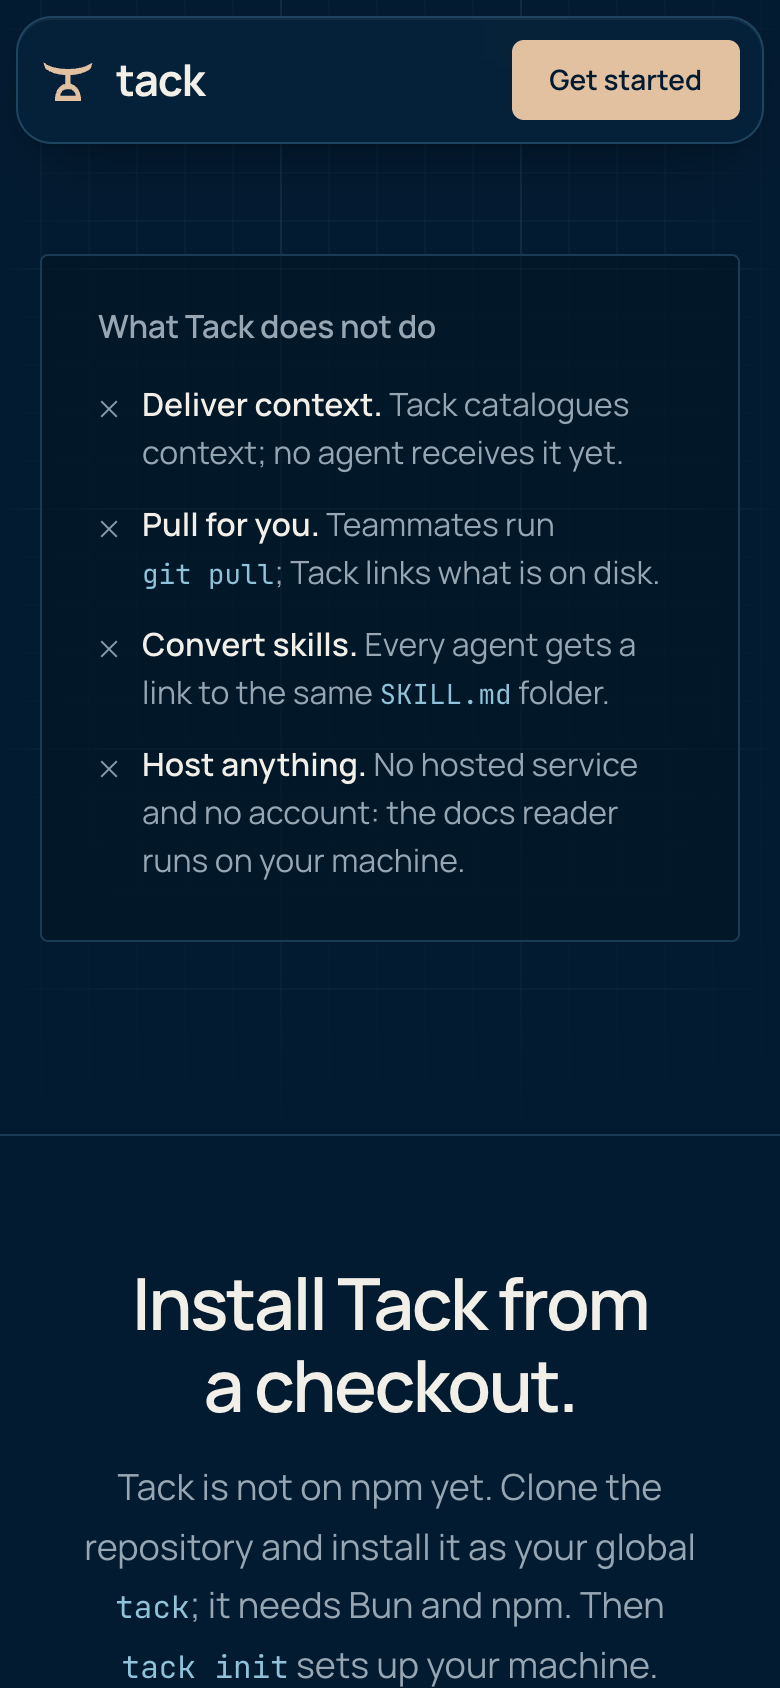 tack
Get started
What Tack does not do
Deliver context. Tack catalogues
context; no agent receives it yet.
Pull for you. Teammates run
git pull; Tack links what is on disk.
Convert skills. Every agent gets a
link to the same SKILL.md folder.
Host anything. No hosted service
and no account: the docs reader
runs on your machine.
Install Tack from
a checkout.
Tack is not on npm yet. Clone the
repository and install it as your global
tack; it needs Bun and npm. Then
tack init sets up your machine.